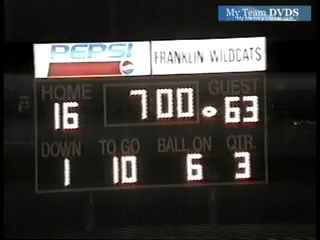 My Team DVDS
PEPSI
FRANKLIN WILDCATS
HOME
GUEST
16
7:00
63
DOWN
TO GO
BALL ON
QTR.
1
10
6
3